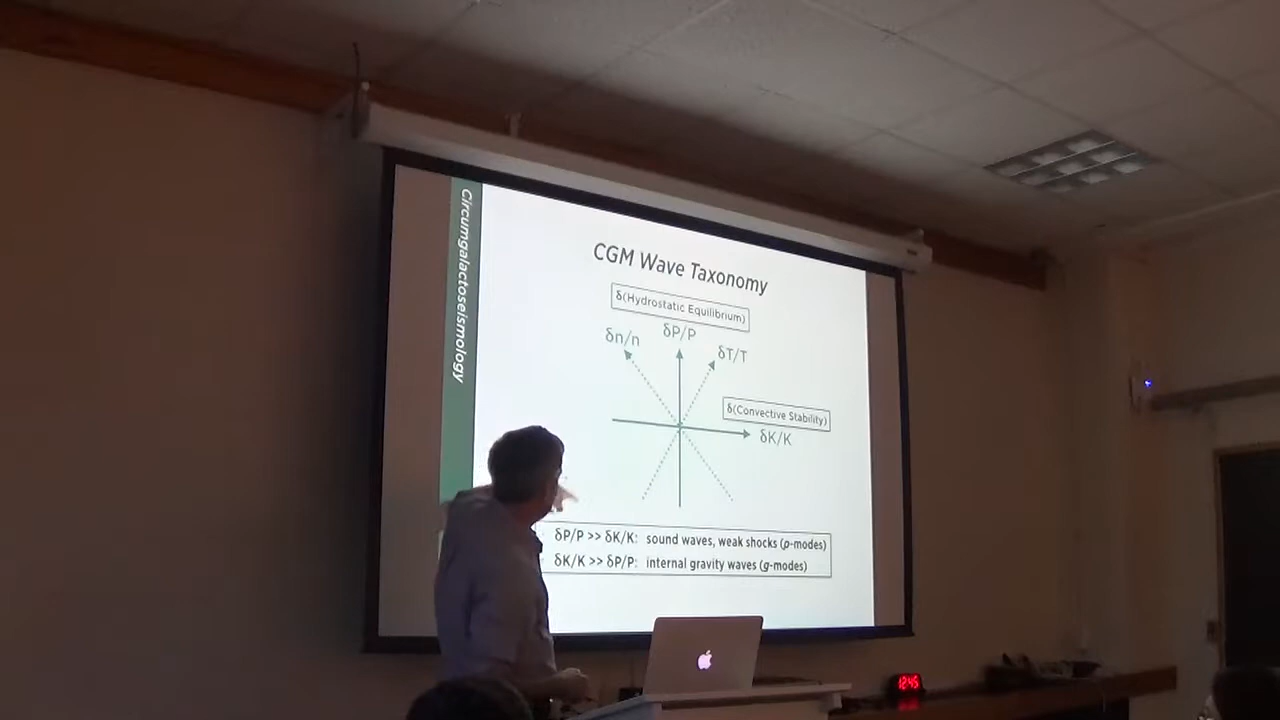 Circumgalactoseismology
CGM Wave Taxonomy
δ(Hydrostatic Equilibrium)
δn/n
δP/P
δT/T
δ(Convective Stability)
δK/K
δP/P >> δK/K: sound waves, weak shocks (p-modes)
δK/K >> δP/P: internal gravity waves (g-modes)
12:45